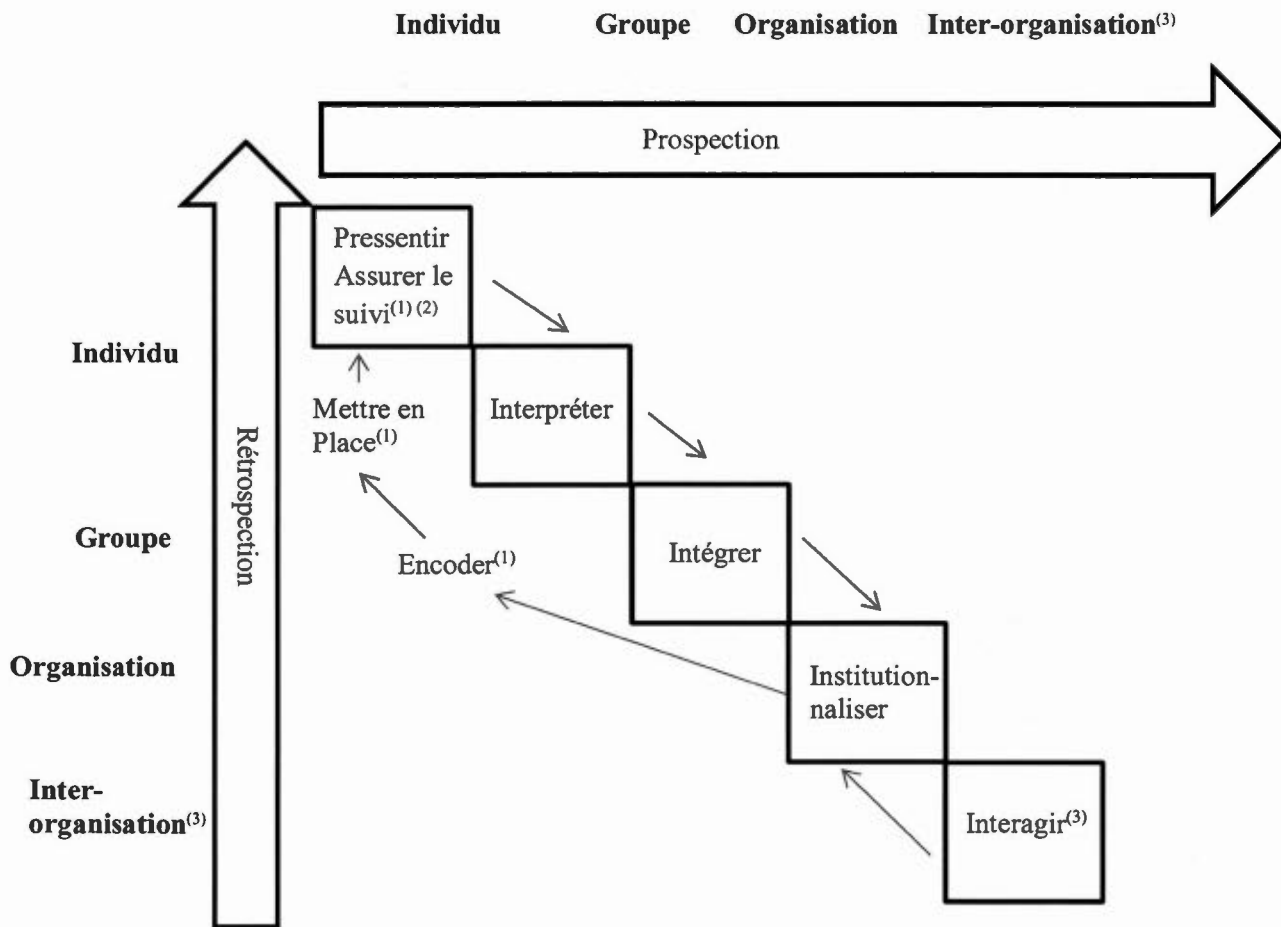 Individu Groupe Organisation Inter-organisation(3)
Prospection
Pressentir
Assurer le
suivi(1) (2)
Individu
Mettre en
Place(1)
Interpréter
Rétrospection
Groupe
Encoder(1)
Intégrer
Organisation
Institution-
naliser
Inter-
organisation(3)
Interagir(3)